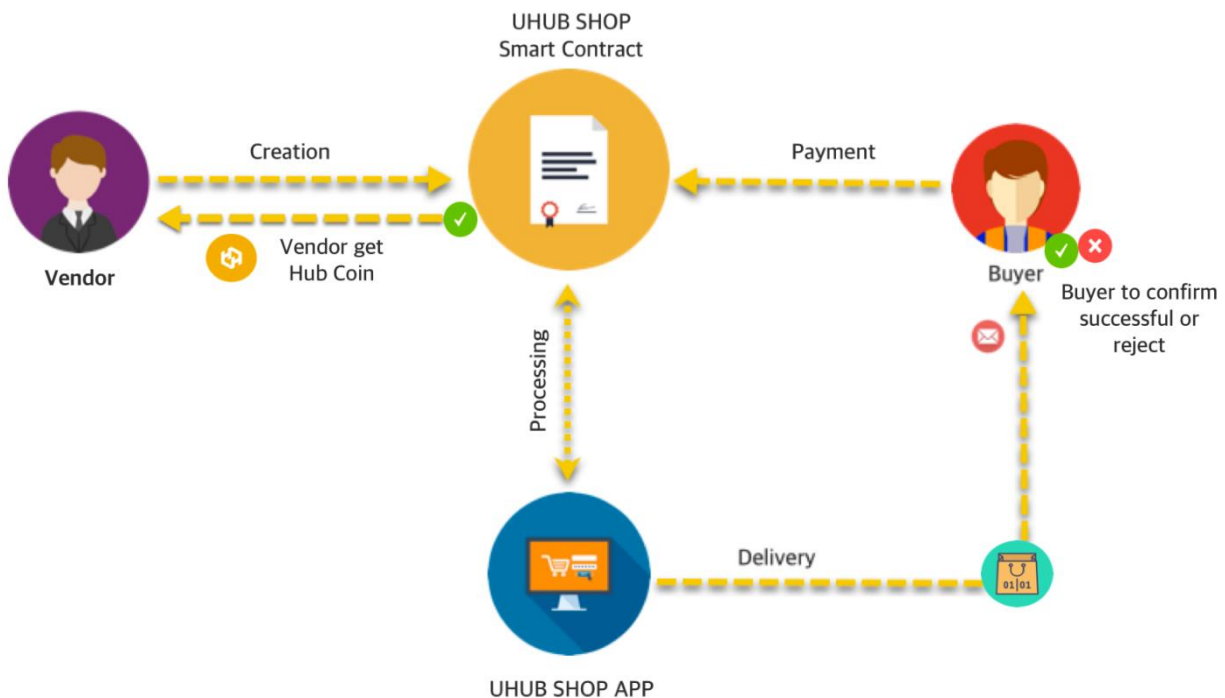 UHUB SHOP
Smart Contract
Creation
Payment
Vendor get
Hub Coin
Vendor
Buyer
Buyer to confirm
successful or
reject
Processing
Delivery
01|01
UHUB SHOP APP